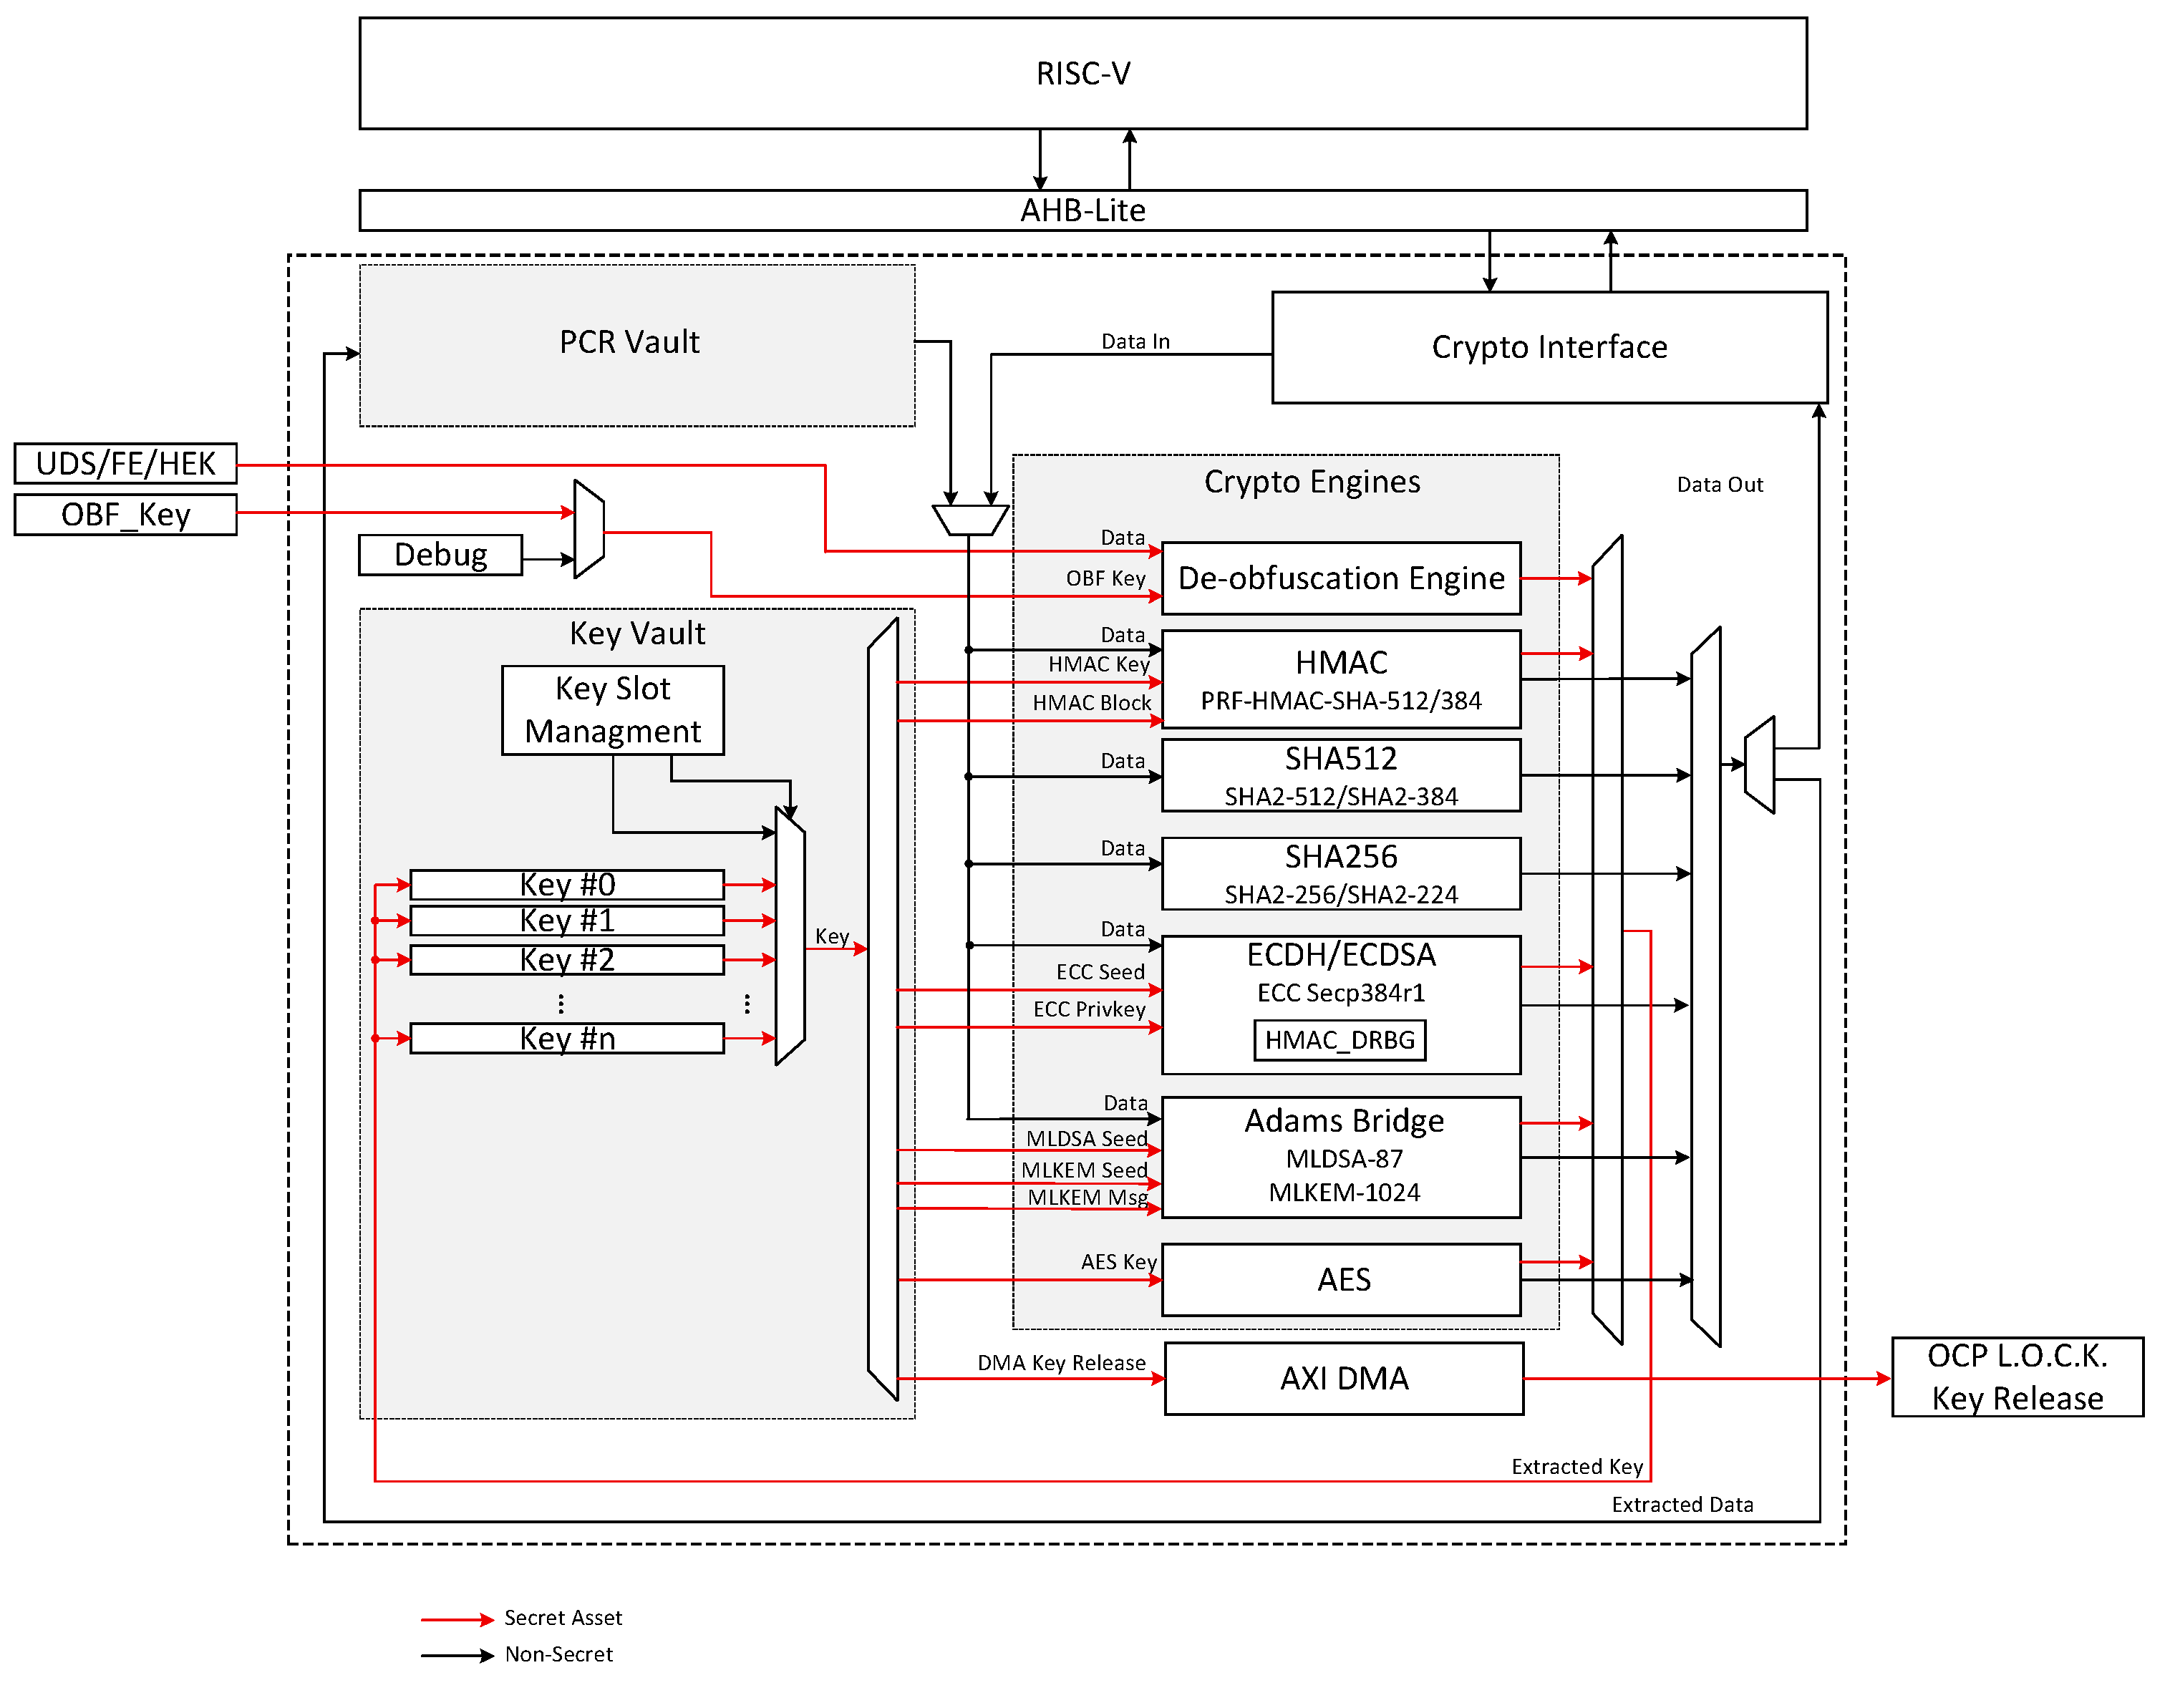 RISC-V
AHB-Lite
PCR Vault
Data In
Crypto Interface
UDS/FE/HEK
OBF_Key
Debug
Crypto Engines
Data Out
Data
OBF Key
De-obfuscation Engine
Key Vault
Key Slot
Managment
Data
HMAC Key
HMAC Block
HMAC
PRF-HMAC-SHA-512/384
Data
SHA512
SHA2-512/SHA2-384
Data
SHA256
SHA2-256/SHA2-224
Key #0
Key #1
Key #2
Key #n
Key
Data
ECC Seed
ECC Privkey
ECDH/ECDSA
ECC Secp384r1
HMAC_DRBG
Data
MLDSA Seed
MLKEM Seed
MLKEM Msg
Adams Bridge
MLDSA-87
MLKEM-1024
AES Key
AES
DMA Key Release
AXI DMA
OCP L.O.C.K.
Key Release
Extracted Key
Extracted Data
Secret Asset
Non-Secret